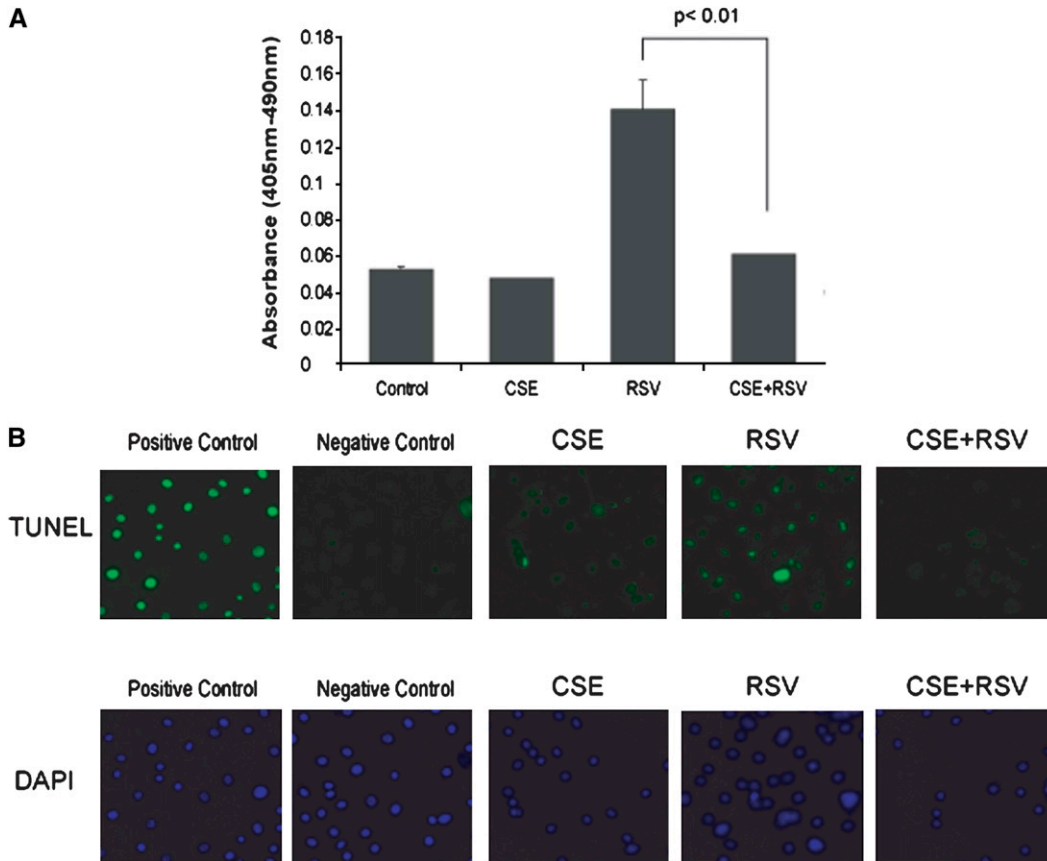 A
p< 0.01
Absorbance (405nm-490nm)
0.18
0.16
0.14
0.12
0.1
0.08
0.06
0.04
0.02
0
Control CSE RSV CSE+RSV
B
Positive Control Negative Control CSE RSV CSE+RSV
TUNEL
Positive Control Negative Control CSE RSV CSE+RSV
DAPI